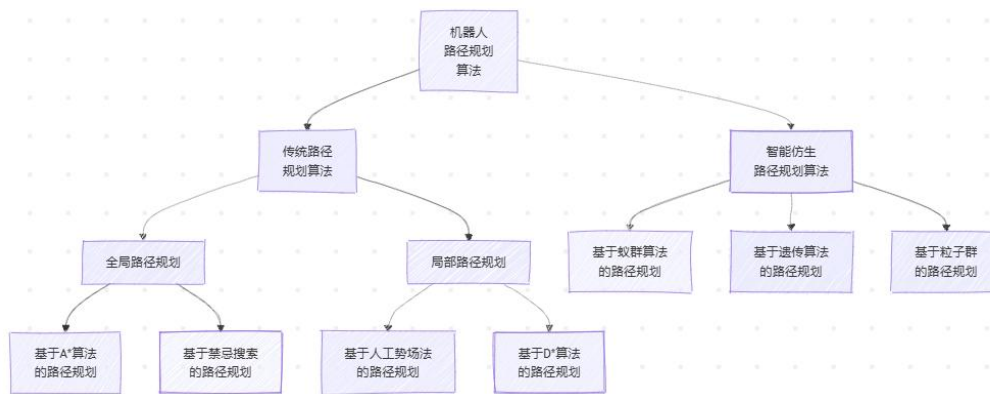 机器人
路径规划
算法
传统路径
规划算法
智能仿生
路径规划算法
全局路径规划
局部路径规划
基于蚁群算法
的路径规划
基于遗传算法
的路径规划
基于粒子群
的路径规划
基于A*算法
的路径规划
基于禁忌搜索
的路径规划
基于人工势场法
的路径规划
基于D*算法
的路径规划